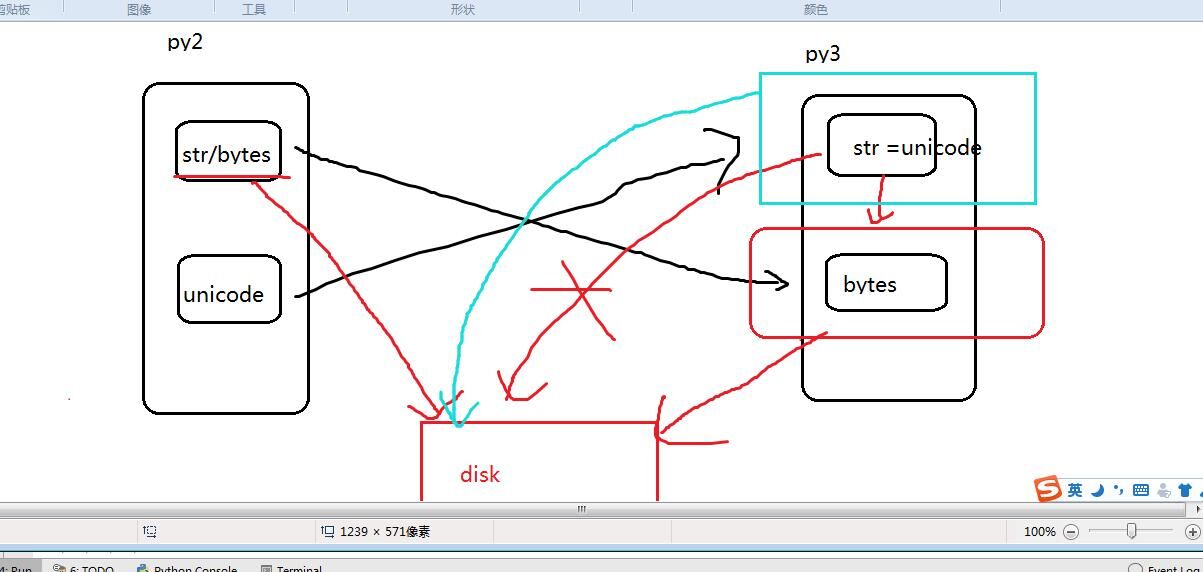 剪贴板 图像 工具 形状 颜色
py2
py3
str/bytes
str =unicode
unicode
bytes
disk
英
1239 × 571像素
100%
4: Run 6: TODO Python Console Terminal Event Log